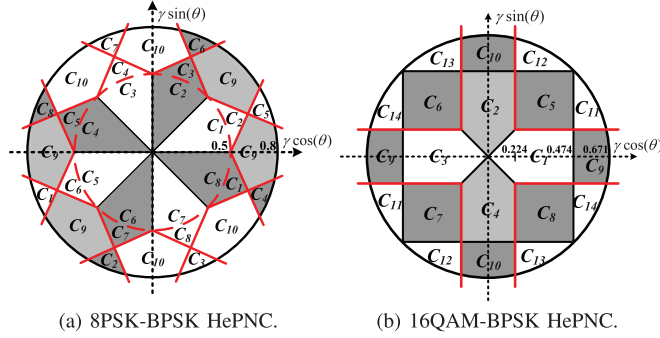 γ sin(θ)
C7 C10 C6
C4 C3
C10 C3 C2 C9
C8 C5 C4 C1 C2 C5
0.5 0.8 γcos(θ)
C9 C9
C1 C6 C5 C8 C1 C4
C9 C6 C7 C10
C7 C8
C2 C10 C3
(a) 8PSK-BPSK HePNC.
γ sin(θ)
C13 C10 C12
C14 C6 C2 C5 C11
0.224 0.474 0.671 γcos(θ)
C9 C3 C1 C9
C11 C7 C4 C8 C14
C12 C10 C13
(b) 16QAM-BPSK HePNC.